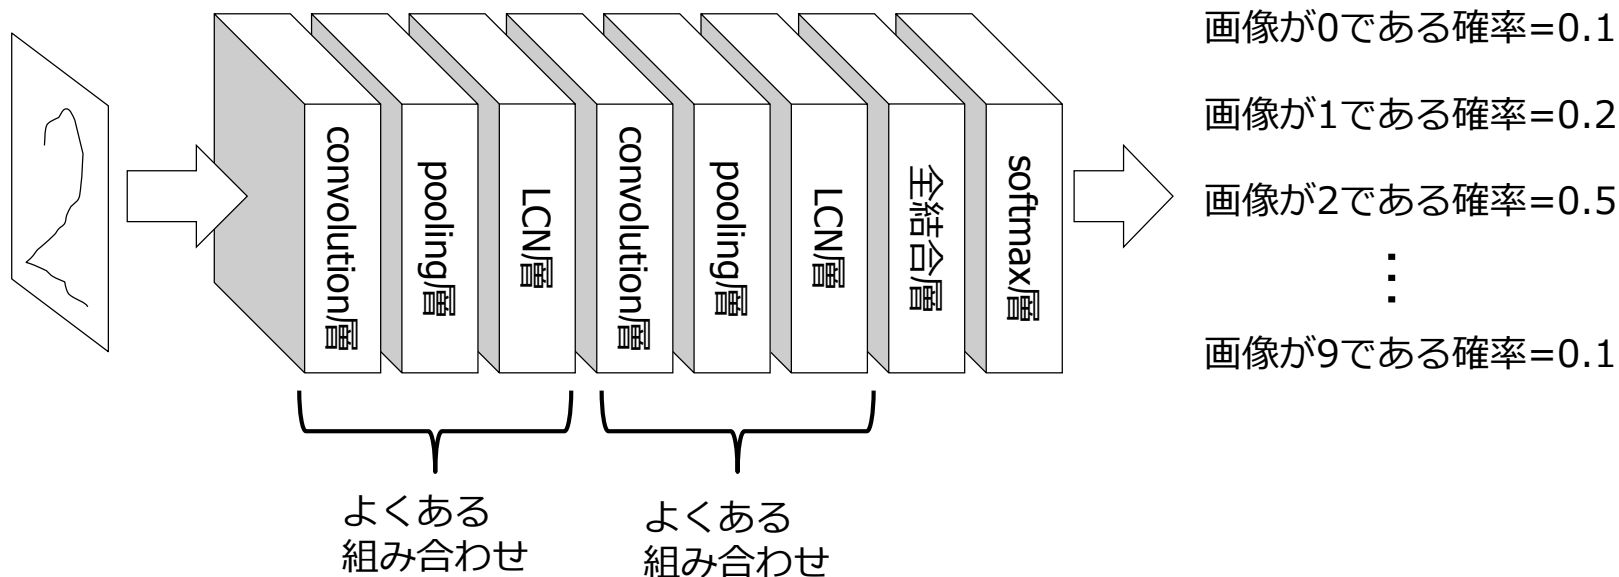 convolution層
pooling層
LCN層
convolution層
pooling層
LCN層
全結合層
softmax層
画像が0である確率=0.1
画像が1である確率=0.2
画像が2である確率=0.5
・・・
画像が9である確率=0.1
よくある
組み合わせ
よくある
組み合わせ